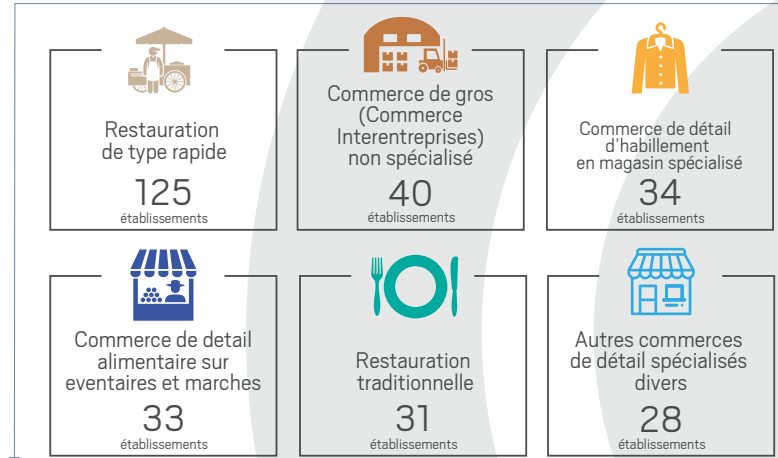 Restauration
de type rapide
125
établissements
Commerce de gros
(Commerce
Interentreprises)
non spécialisé
40
établissements
Commerce de détail
d'habillement
en magasin spécialisé
34
établissements
Commerce de detail
alimentaire sur
eventaires et marches
33
établissements
Restauration
traditionnelle
31
établissements
Autres commerces
de détail spécialisés
divers
28
établissements